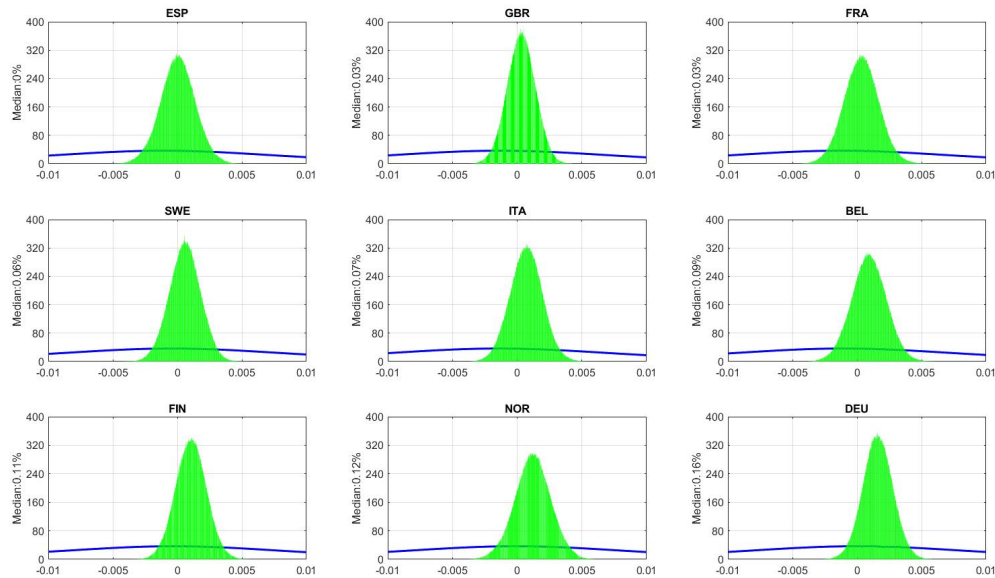 ESP GBR FRA
400 400 400
320 320 320
240 240 240
160 160 160
80 80 80
0 0 0
Median:0% Median:0.03% Median:0.03%
-0.01 -0.005 0 0.005 0.01 -0.01 -0.005 0 0.005 0.01 -0.01 -0.005 0 0.005 0.01
SWE ITA BEL
400 400 400
320 320 320
240 240 240
160 160 160
80 80 80
0 0 0
Median:0.06% Median:0.07% Median:0.09%
-0.01 -0.005 0 0.005 0.01 -0.01 -0.005 0 0.005 0.01 -0.01 -0.005 0 0.005 0.01
FIN NOR DEU
400 400 400
320 320 320
240 240 240
160 160 160
80 80 80
0 0 0
Median:0.11% Median:0.12% Median:0.16%
-0.01 -0.005 0 0.005 0.01 -0.01 -0.005 0 0.005 0.01 -0.01 -0.005 0 0.005 0.01